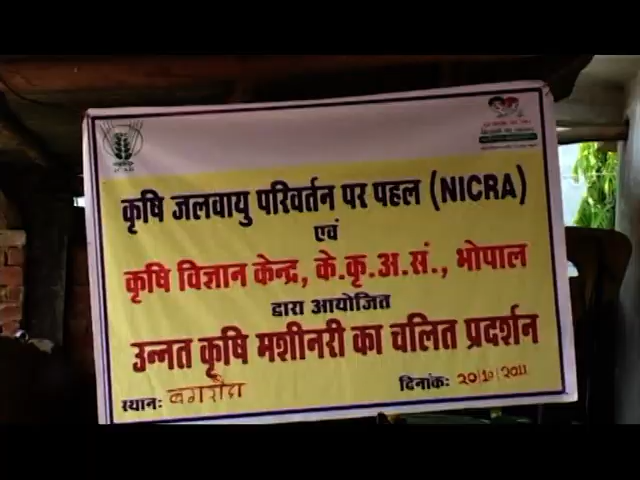 कृषि जलवायु परिवर्तन पर पहल (NICRA)
एवं
कृषि विज्ञान केन्द्र, के.कृ.अ.सं., भोपाल
द्वारा आयोजित
उन्नत कृषि मशीनरी का चलित प्रदर्शन
स्थान: बगरौदा दिनांक: 20/10/2011